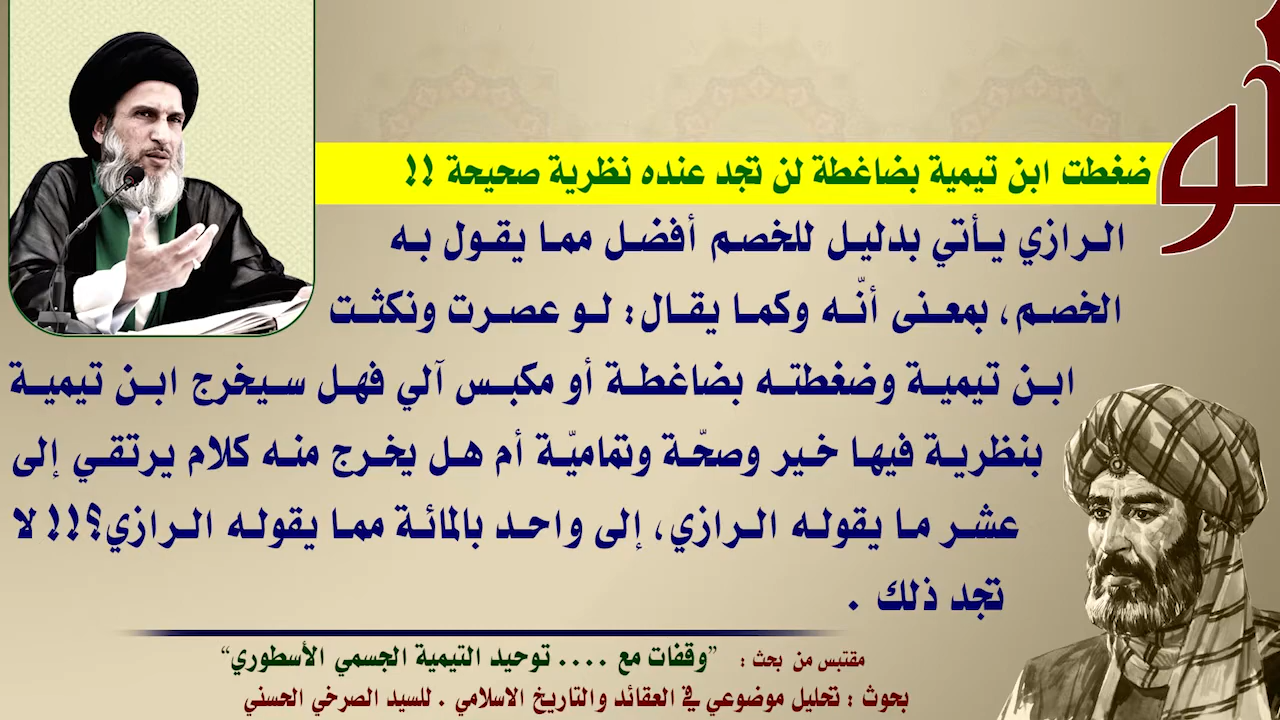 لو
ضغطت ابن تيمية بضاغطة لن تجد عنده نظرية صحيحة !!
الرازي يأتي بدليل للخصم أفضل مما يقول به
الخصم، بمعنى أنّه وكما يقال: لو عصرت ونكثت
ابن تيمية وضغطته بضاغطة أو مكبس آلي فهل سيخرج ابن تيمية
بنظرية فيها خير وصحّة وتماميّة أم هل يخرج منه كلام يرتقي إلى
عشر ما يقوله الرازي، إلى واحد بالمائة مما يقوله الرازي؟!! لا
تجد ذلك .
مقتبس من بحث : "وقفات مع .... توحيد التيمية الجسمي الأسطوري"
بحوث : تحليل موضوعي في العقائد والتاريخ الاسلامي . للسيد الصرخي الحسني